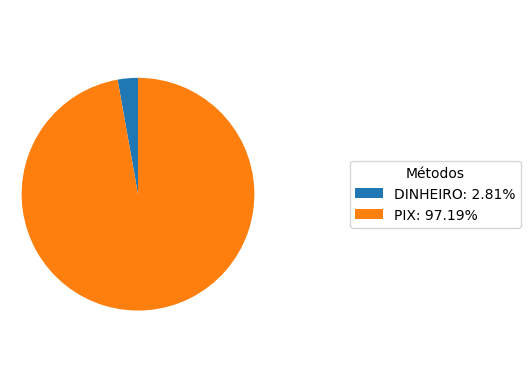 Métodos
DINHEIRO: 2.81%
PIX: 97.19%